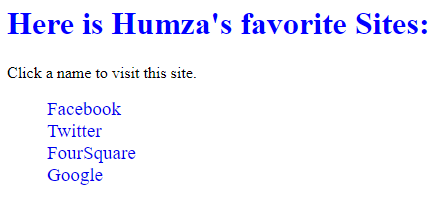 Here is Humza's favorite Sites:
Click a name to visit this site.
Facebook
Twitter
FourSquare
Google